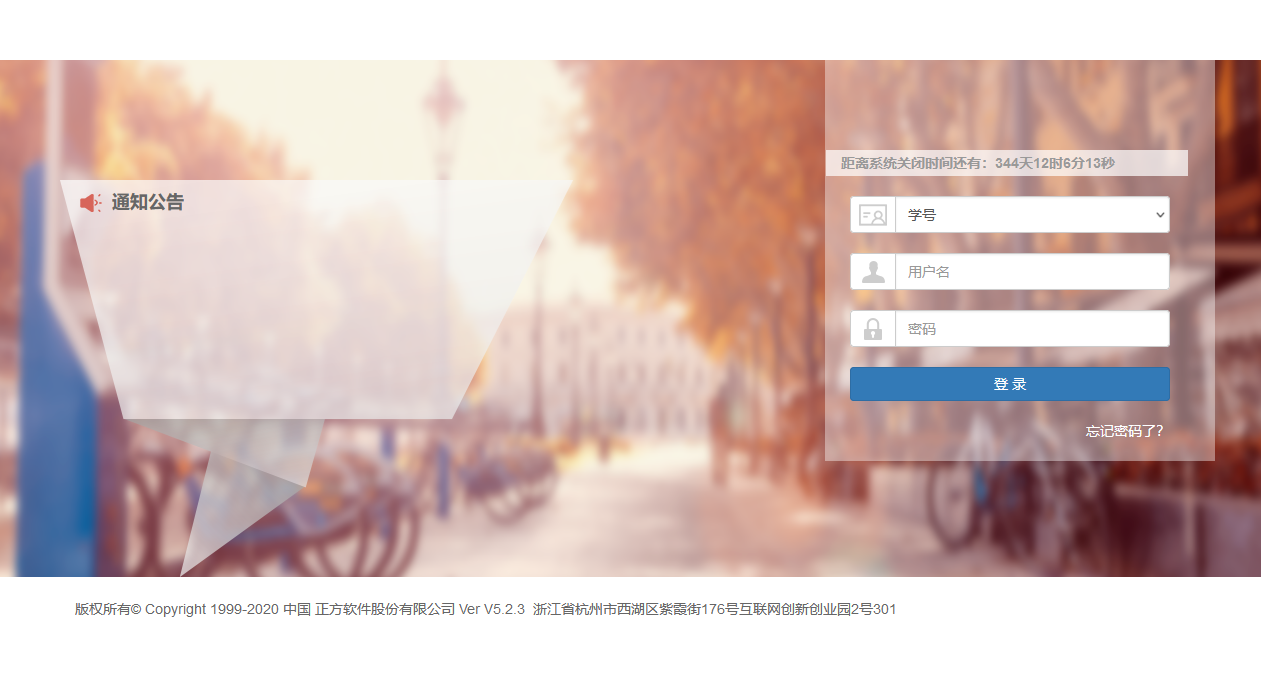 距离系统关闭时间还有：344天12时6分13秒
通知公告
学号
用户名
密码
登 录
忘记密码了?
版权所有© Copyright 1999-2020 中国 正方软件股份有限公司 Ver V5.2.3  浙江省杭州市西湖区紫霞街176号互联网创新创业园2号301